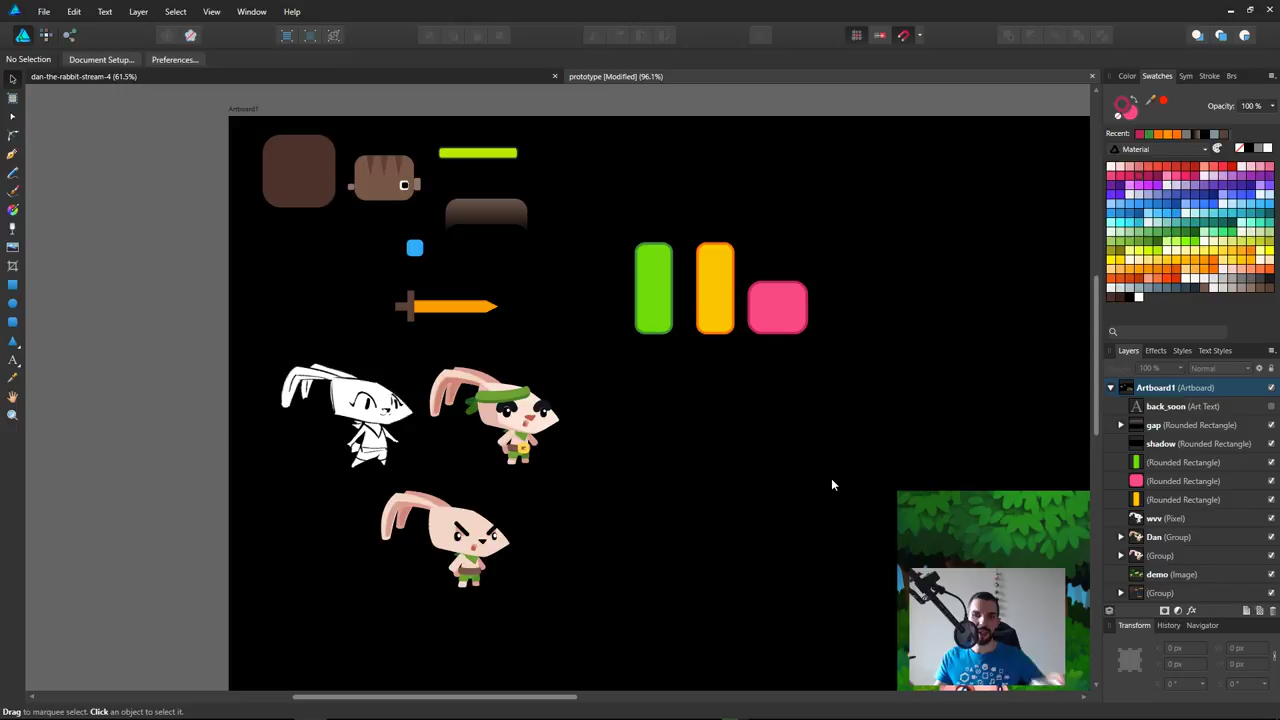 File Edit Text Layer Select View Window Help
No Selection Document Setup... Preferences...
dan-the-rabbit-stream-4 (61.5%) prototype [Modified] (96.1%)
Artboard1
Color Swatches Sym Stroke Brs
Opacity: 100 %
Recent:
Material
Layers Effects Styles Text Styles
100 % Normal
Artboard1 (Artboard)
back_soon (Art Text)
gap (Rounded Rectangle)
shadow (Rounded Rectangle)
(Rounded Rectangle)
(Rounded Rectangle)
(Rounded Rectangle)
wvv (Pixel)
Dan (Group)
(Group)
demo (Image)
(Group)
Transform History Navigator
X: 0 px W: 0 px
Y: 0 px H: 0 px
0 ° 0 °
Drag to marquee select. Click an object to select it.